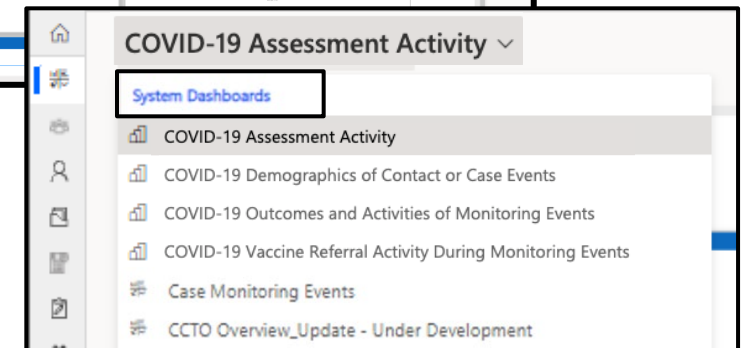 COVID-19 Assessment Activity
System Dashboards
COVID-19 Assessment Activity
COVID-19 Demographics of Contact or Case Events
COVID-19 Outcomes and Activities of Monitoring Events
COVID-19 Vaccine Referral Activity During Monitoring Events
Case Monitoring Events
CCTO Overview_Update - Under Development